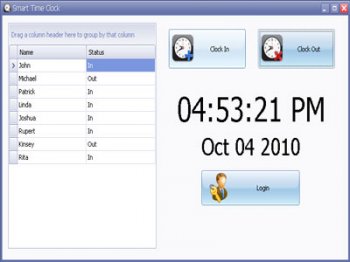 Smart Time Clock
Drag a column header here to group by that column
Name Status
John In
Michael Out
Patrick In
Linda In
Joshua In
Rupert In
Kinsey Out
Rita In
Clock In
Clock Out
04:53:21 PM
Oct 04 2010
Login